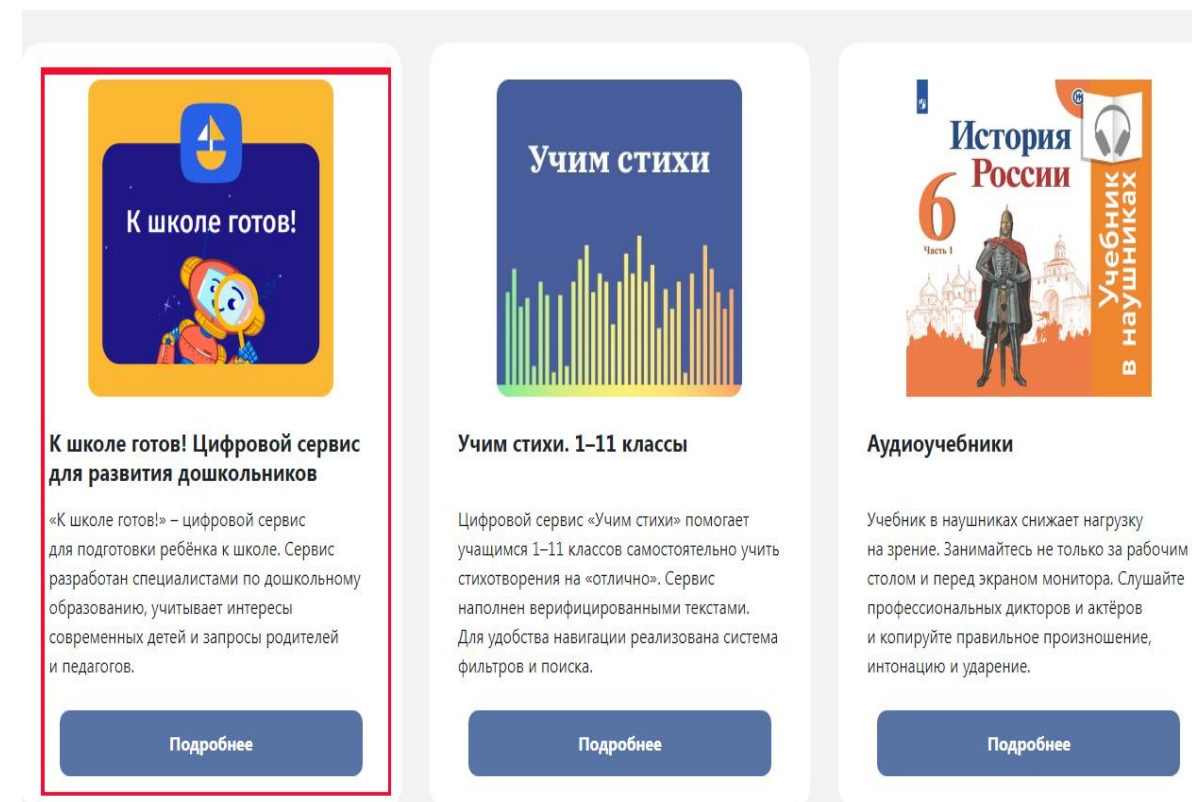 К школе готов!
К школе готов! Цифровой сервис
для развития дошкольников
«К школе готов!» – цифровой сервис
для подготовки ребёнка к школе. Сервис
разработан специалистами по дошкольному
образованию, учитывает интересы
современных детей и запросы родителей
и педагогов.
Подробнее
Учим стихи
Учим стихи. 1–11 классы
Цифровой сервис «Учим стихи» помогает
учащимся 1–11 классов самостоятельно учить
стихотворения на «отлично». Сервис
наполнен верифицированными текстами.
Для удобства навигации реализована система
фильтров и поиска.
Подробнее
История
России
6
Часть 1
Учебник
в наушниках
Аудиоучебники
Учебник в наушниках снижает нагрузку
на зрение. Занимайтесь не только за рабочим
столом и перед экраном монитора. Слушайте
профессиональных дикторов и актёров
и копируйте правильное произношение,
интонацию и ударение.
Подробнее